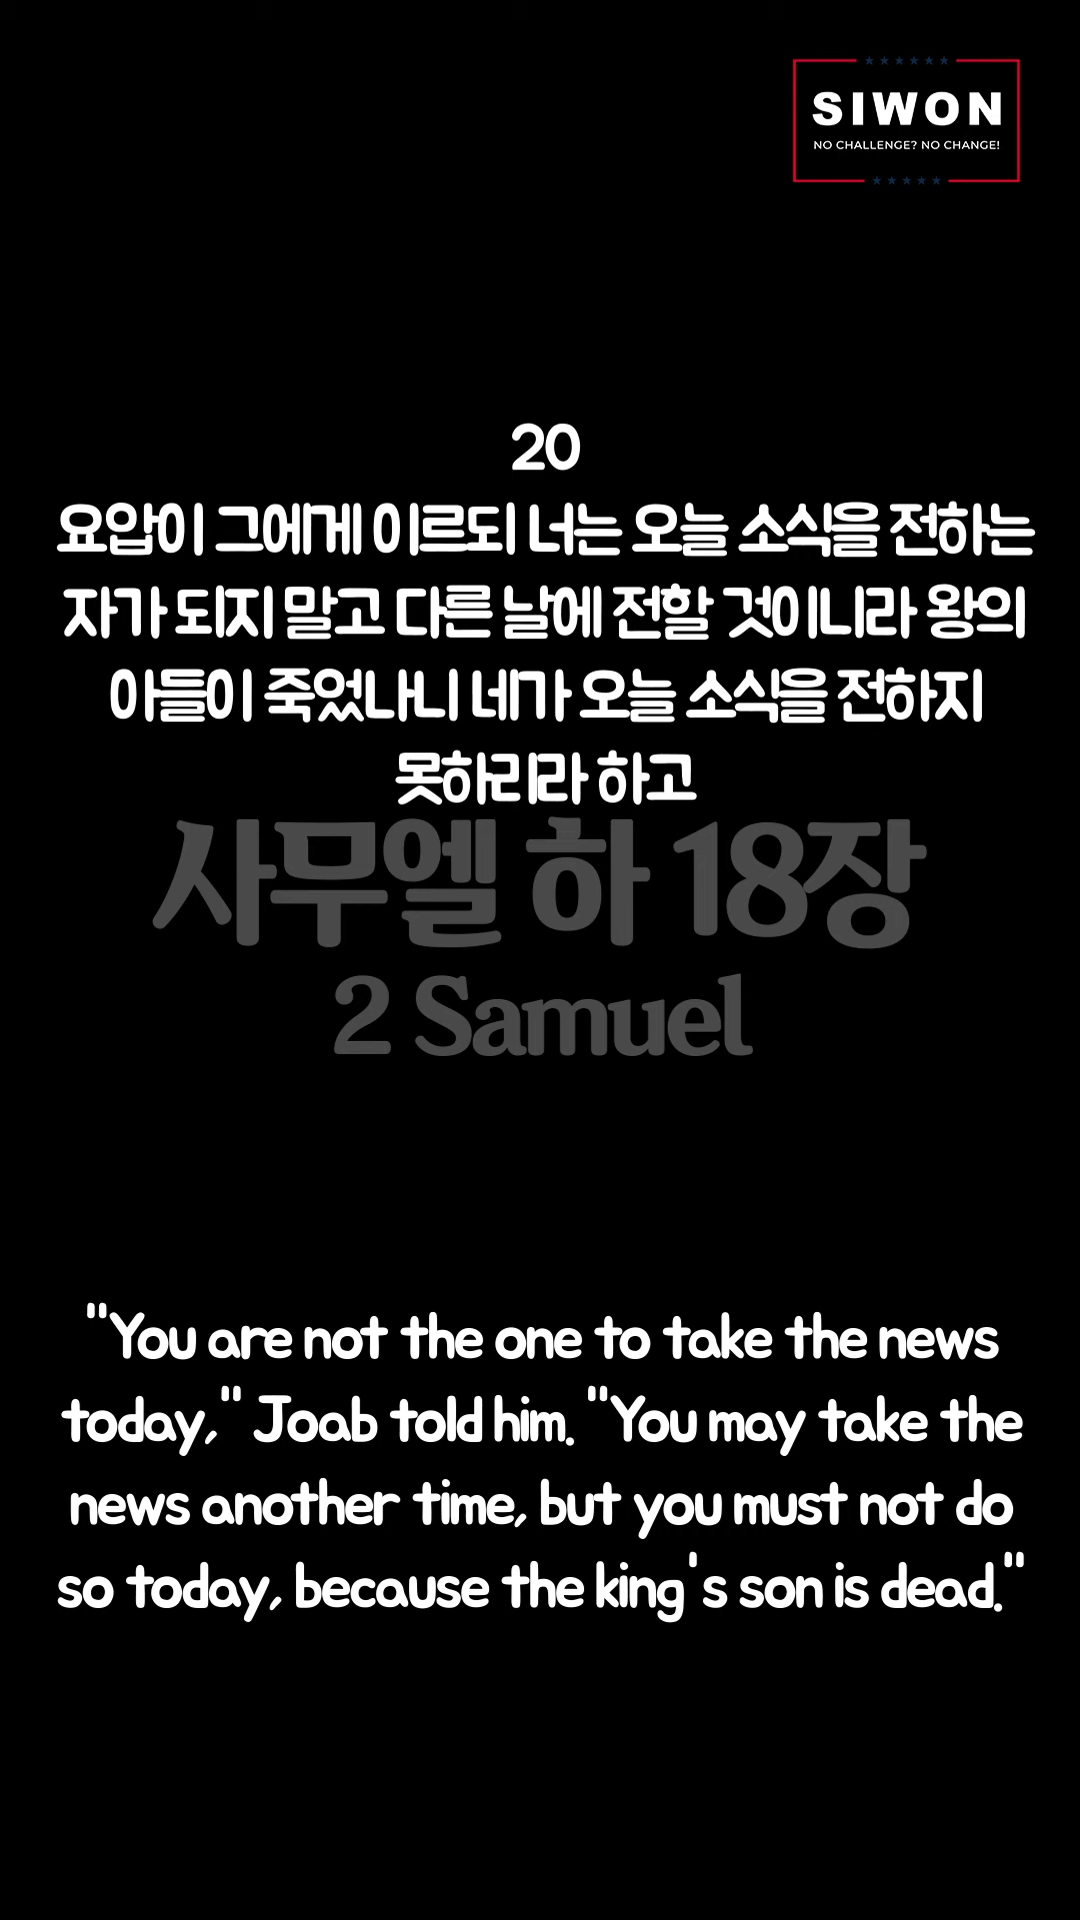 SIWON
NO CHALLENGE? NO CHANGE!
20
요압이 그에게 이르되 너는 오늘 소식을 전하는
자가 되지 말고 다른 날에 전할 것이니라 왕의
아들이 죽었나니 네가 오늘 소식을 전하지
못하리라 하고
사무엘 하 18장
2 Samuel
"You are not the one to take the news
today," Joab told him. "You may take the
news another time, but you must not do
so today, because the king's son is dead."